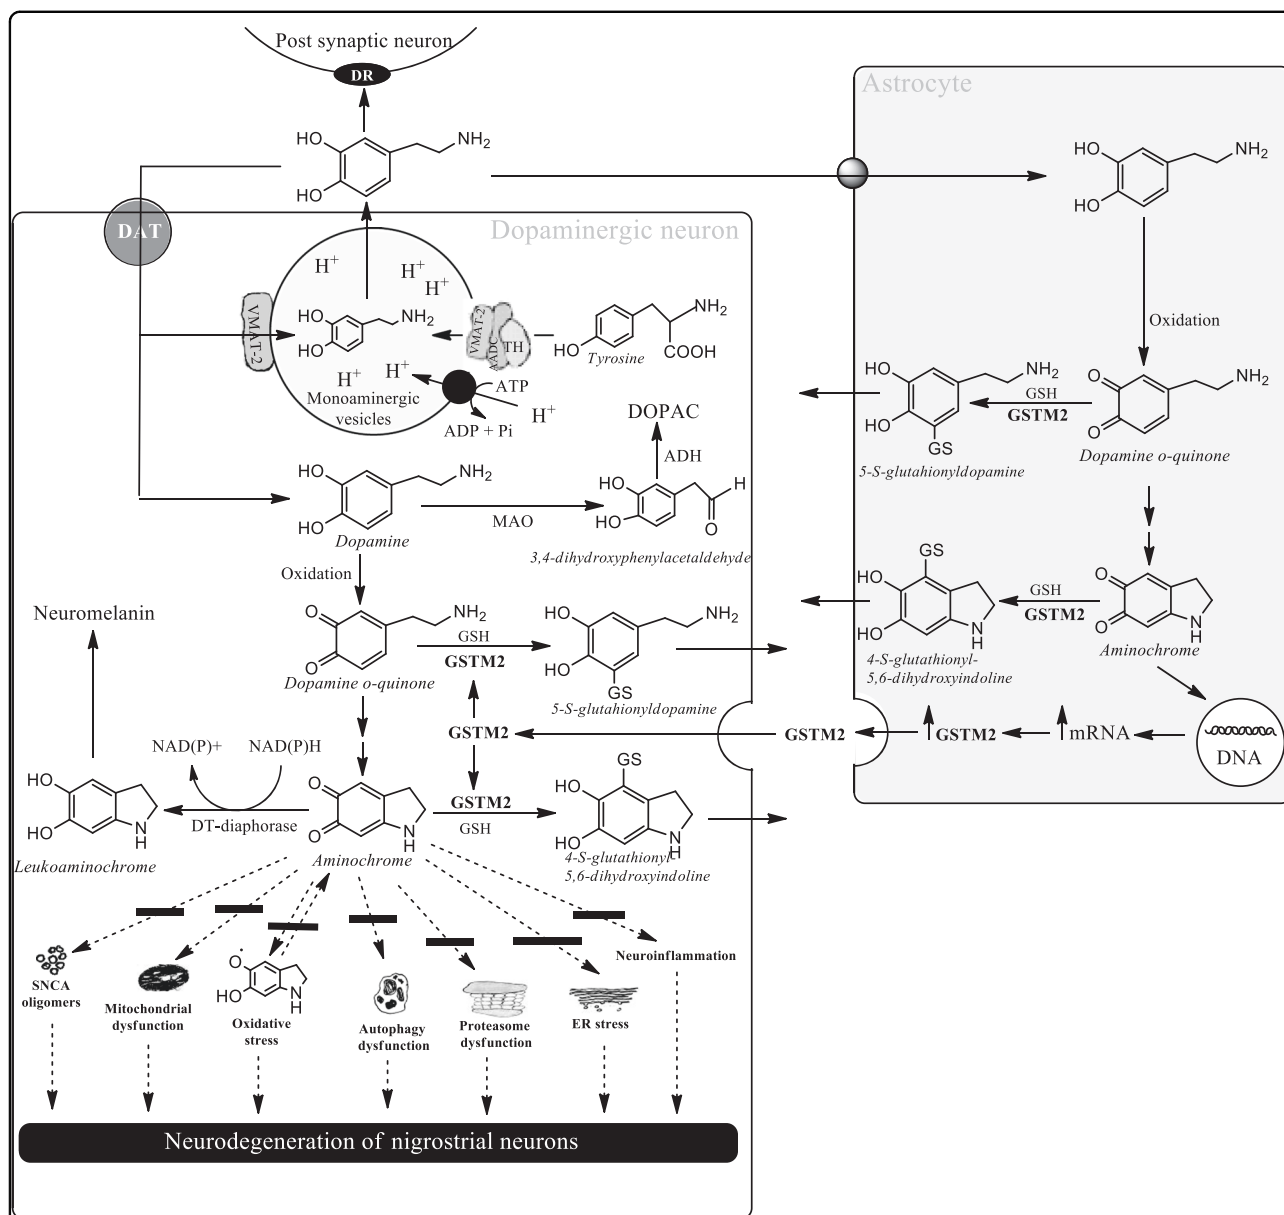 Post synaptic neuron
DR
HO
NH2
HO
Astrocyte
HO
NH2
HO
DAT
Dopaminergic neuron
H+
H+
H+
VMAT-2
HO
NH2
HO
VMAT-2
AADC
TH
NH2
HO
COOH
Tyrosine
H+
H+
Monoaminergic
vesicles
ATP
H+
ADP + Pi
Oxidation
HO
NH2
HO
GS
5-S-glutahionyldopamine
GSH
GSTM2
O
NH2
O
Dopamine o-quinone
DOPAC
ADH
HO
NH2
HO
Dopamine
MAO
HO
H
HO
O
3,4-dihydroxyphenylacetaldehyde
Oxidation
GS
HO
HO
N
H
4-S-glutathionyl-
5,6-dihydroxyindoline
GSH
GSTM2
O
O
N
H
Aminochrome
Neuromelanin
O
NH2
O
Dopamine o-quinone
GSH
GSTM2
HO
NH2
HO
GS
5-S-glutahionyldopamine
GSTM2
GSTM2
GSTM2
mRNA
DNA
NAD(P)+
NAD(P)H
HO
HO
N
H
Leukoaminochrome
DT-diaphorase
O
O
N
H
Aminochrome
GSTM2
GSH
GS
HO
HO
N
H
4-S-glutathionyl-
5,6-dihydroxyindoline
SNCA
oligomers
Mitochondrial
dysfunction
O
HO
N
H
Oxidative
stress
Autophagy
dysfunction
Proteasome
dysfunction
ER stress
Neuroinflammation
Neurodegeneration of nigrostrial neurons